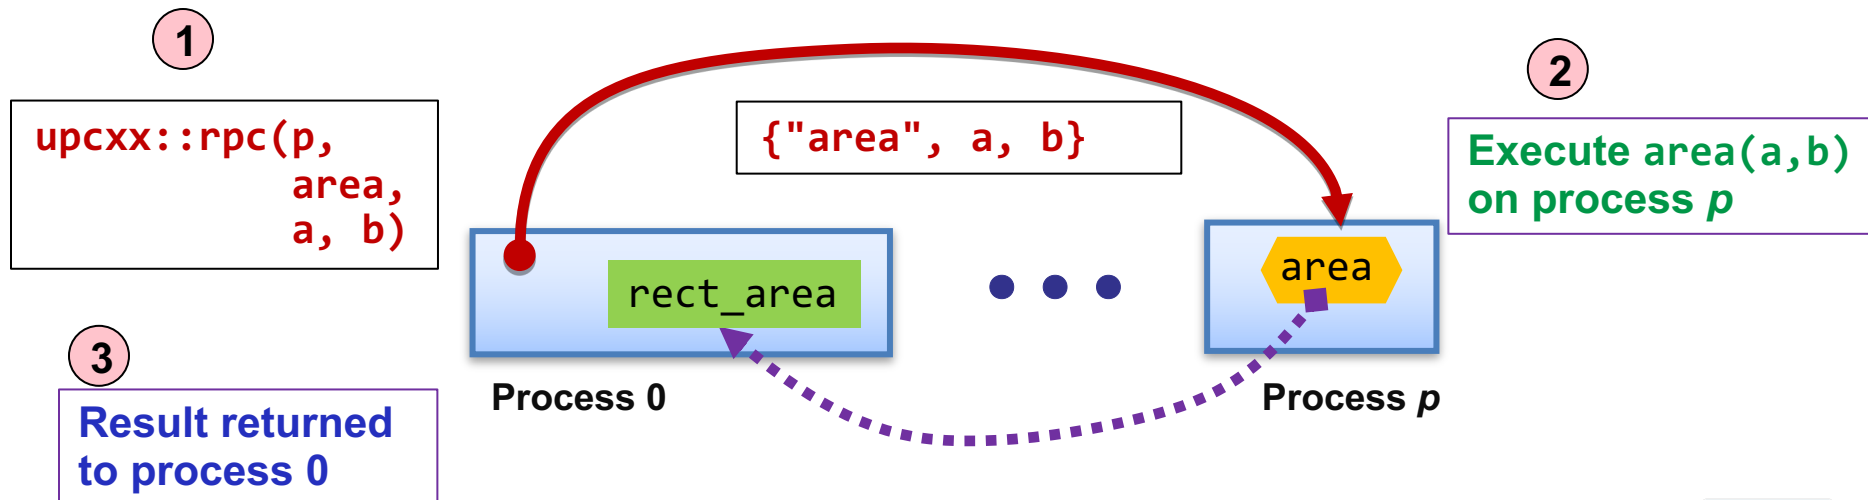 1
upcxx::rpc(p,
area,
a, b)
{"area", a, b}
2
Execute area(a,b)
on process p
rect_area
area
Process 0
Process p
3
Result returned
to process 0